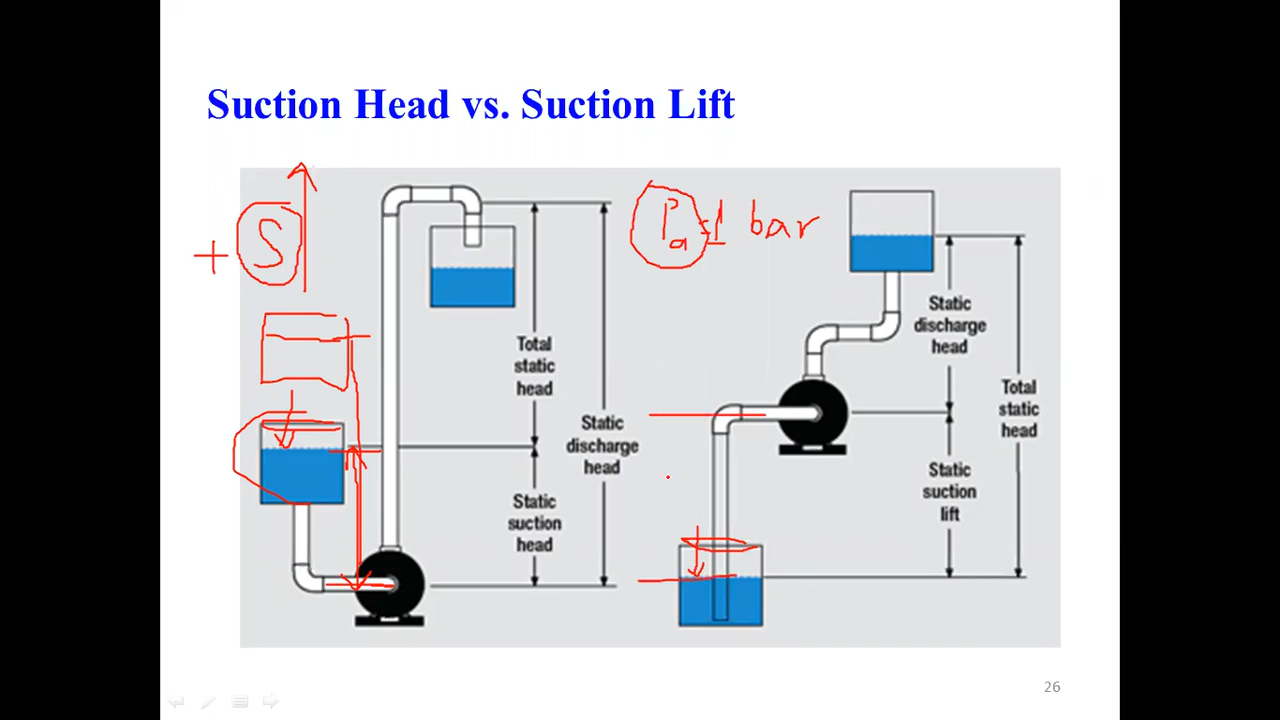 Suction Head vs. Suction Lift
+ S
Pa = 1 bar
Total
static
head
Static
discharge
head
Static
suction
head
Static
discharge
head
Total
static
head
Static
suction
lift
26